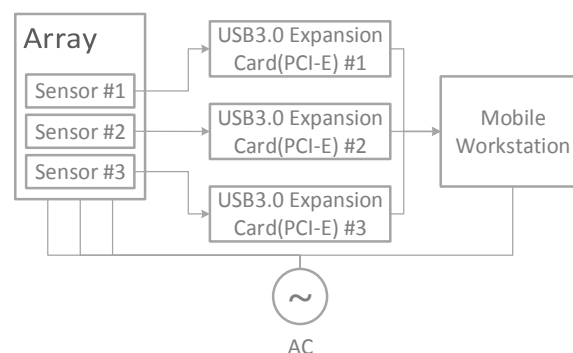 Array
Sensor #1
Sensor #2
Sensor #3
USB3.0 Expansion
Card(PCI-E) #1
USB3.0 Expansion
Card(PCI-E) #2
USB3.0 Expansion
Card(PCI-E) #3
Mobile
Workstation
~
AC